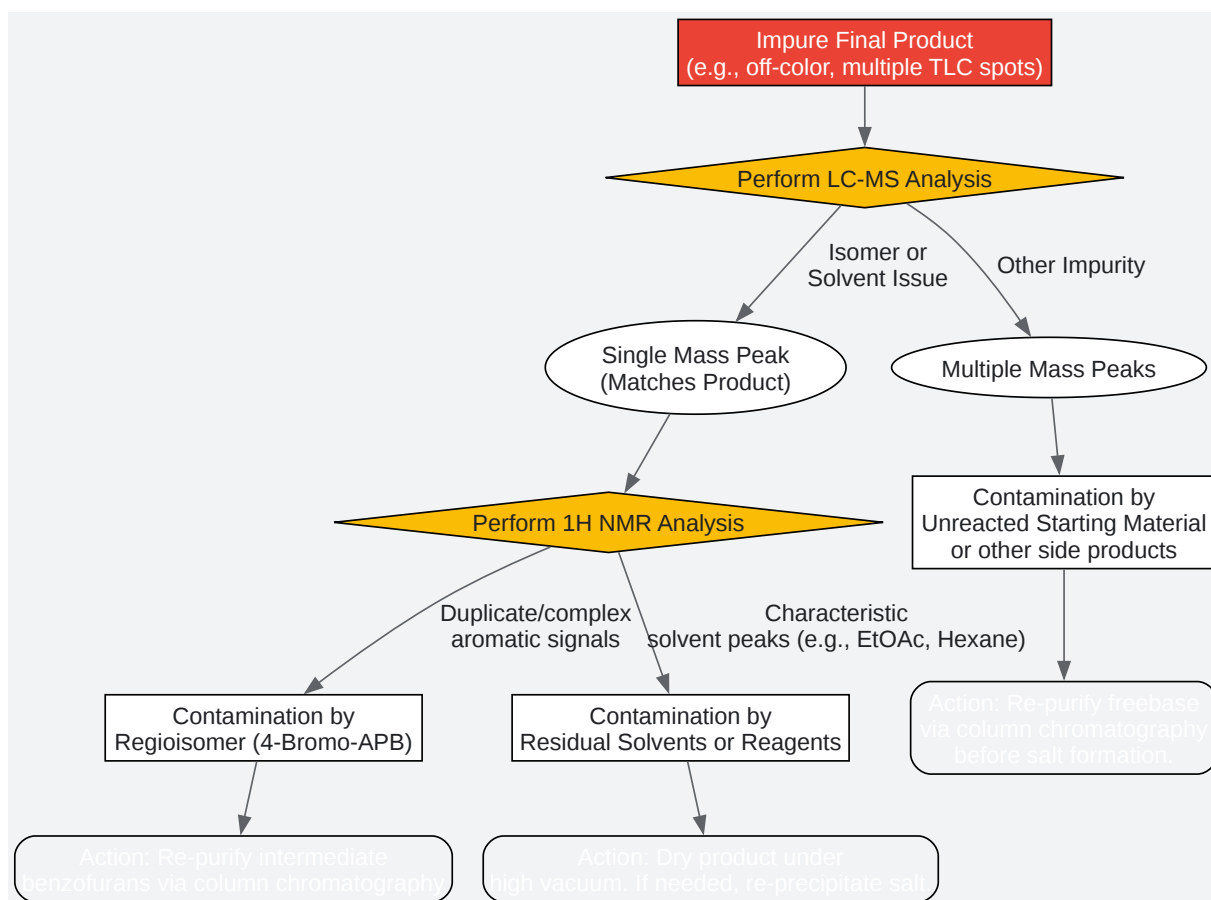 Impure Final Product
(e.g., off-color, multiple TLC spots)
Perform LC-MS Analysis
Isomer or
Solvent Issue
Other Impurity
Single Mass Peak
(Matches Product)
Multiple Mass Peaks
Perform 1H NMR Analysis
Contamination by
Unreacted Starting Material
or other side products
Duplicate/complex
aromatic signals
Characteristic
solvent peaks (e.g., EtOAc, Hexane)
Action: Re-purify freebase
via column chromatography
before salt formation.
Contamination by
Regioisomer (4-Bromo-APB)
Contamination by
Residual Solvents or Reagents
Action: Re-purify intermediate
benzofurans via column chromatography.
Action: Dry product under
high vacuum. If needed, re-precipitate salt.